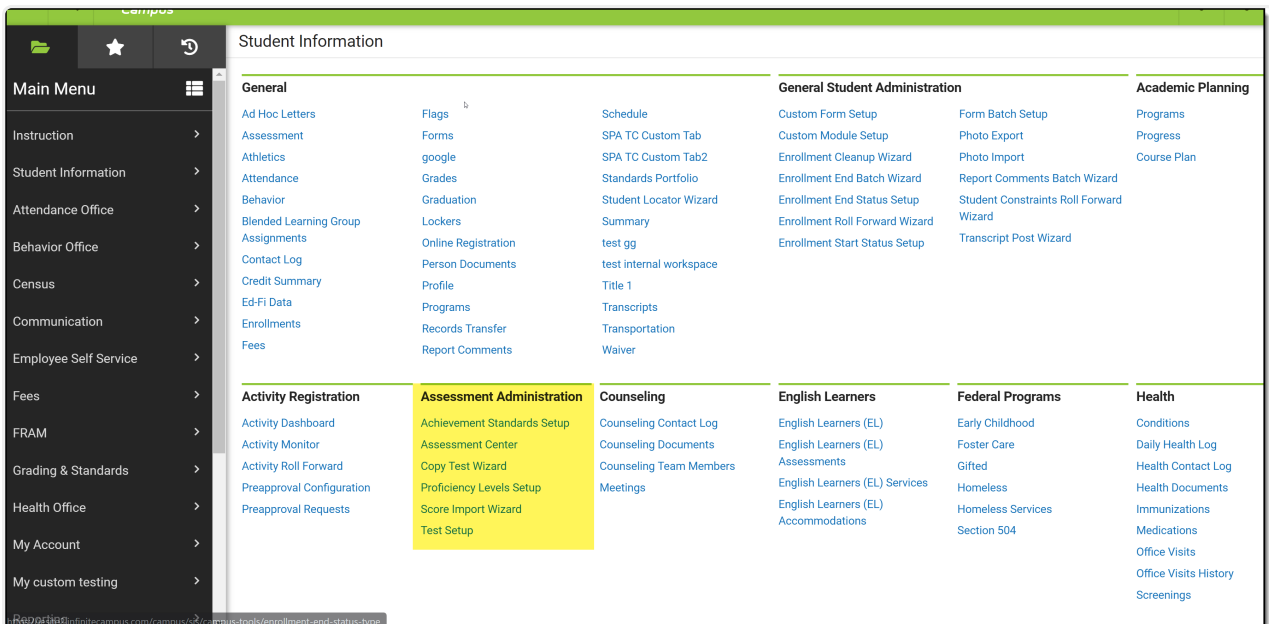 Campus
Student Information
Main Menu
Instruction
Student Information
Attendance Office
Behavior Office
Census
Communication
Employee Self Service
Fees
FRAM
Grading & Standards
Health Office
My Account
My custom testing
Reporting
General
Ad Hoc Letters
Assessment
Athletics
Attendance
Behavior
Blended Learning Group
Assignments
Contact Log
Credit Summary
Ed-Fi Data
Enrollments
Fees
Flags
Forms
google
Grades
Graduation
Lockers
Online Registration
Person Documents
Profile
Programs
Records Transfer
Report Comments
Schedule
SPA TC Custom Tab
SPA TC Custom Tab2
Standards Portfolio
Student Locator Wizard
Summary
test gg
test internal workspace
Title 1
Transcripts
Transportation
Waiver
General Student Administration
Custom Form Setup
Custom Module Setup
Enrollment Cleanup Wizard
Enrollment End Batch Wizard
Enrollment End Status Setup
Enrollment Roll Forward Wizard
Enrollment Start Status Setup
Form Batch Setup
Photo Export
Photo Import
Report Comments Batch Wizard
Student Constraints Roll Forward
Wizard
Transcript Post Wizard
Academic Planning
Programs
Progress
Course Plan
Activity Registration
Activity Dashboard
Activity Monitor
Activity Roll Forward
Preapproval Configuration
Preapproval Requests
Assessment Administration
Achievement Standards Setup
Assessment Center
Copy Test Wizard
Proficiency Levels Setup
Score Import Wizard
Test Setup
Counseling
Counseling Contact Log
Counseling Documents
Counseling Team Members
Meetings
English Learners
English Learners (EL)
English Learners (EL)
Assessments
English Learners (EL) Services
English Learners (EL)
Accommodations
Federal Programs
Early Childhood
Foster Care
Gifted
Homeless
Homeless Services
Section 504
Health
Conditions
Daily Health Log
Health Contact Log
Health Documents
Immunizations
Medications
Office Visits
Office Visits History
Screenings
infinitecampus.com/campus/sis/campus-tools/enrollment-end-status-type